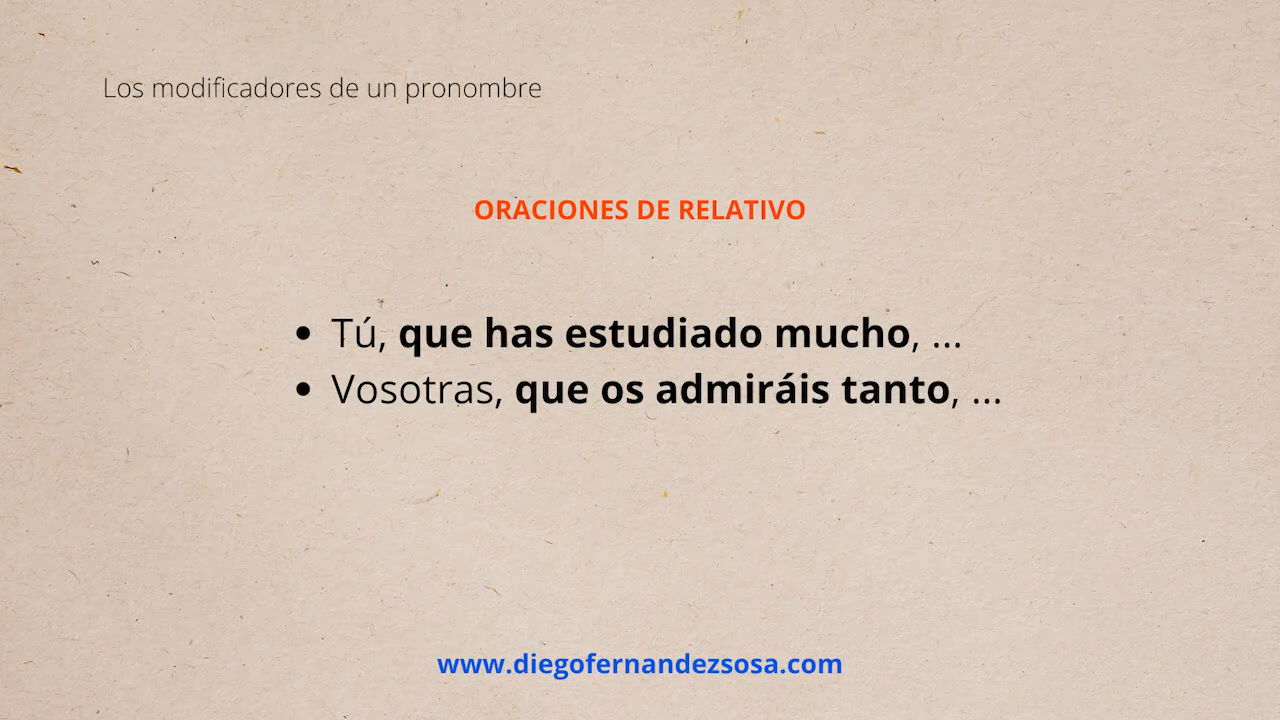 Los modificadores de un pronombre
ORACIONES DE RELATIVO
• Tú, que has estudiado mucho, ...
• Vosotras, que os admiráis tanto, ...
www.diegofernandezsosa.com